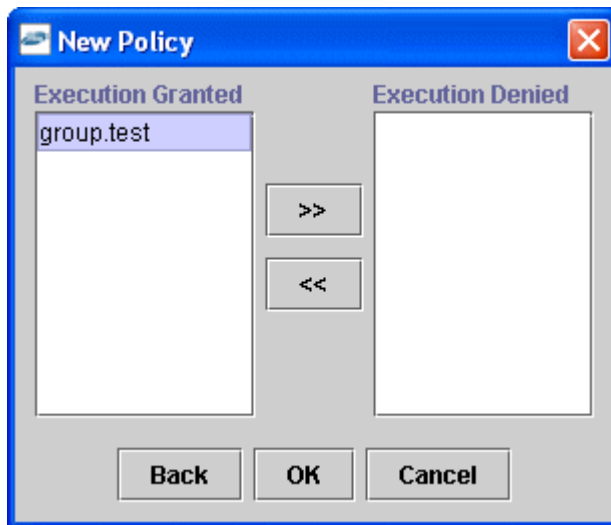 New Policy
Execution Granted
Execution Denied
group.test
>>
<<
Back
OK
Cancel